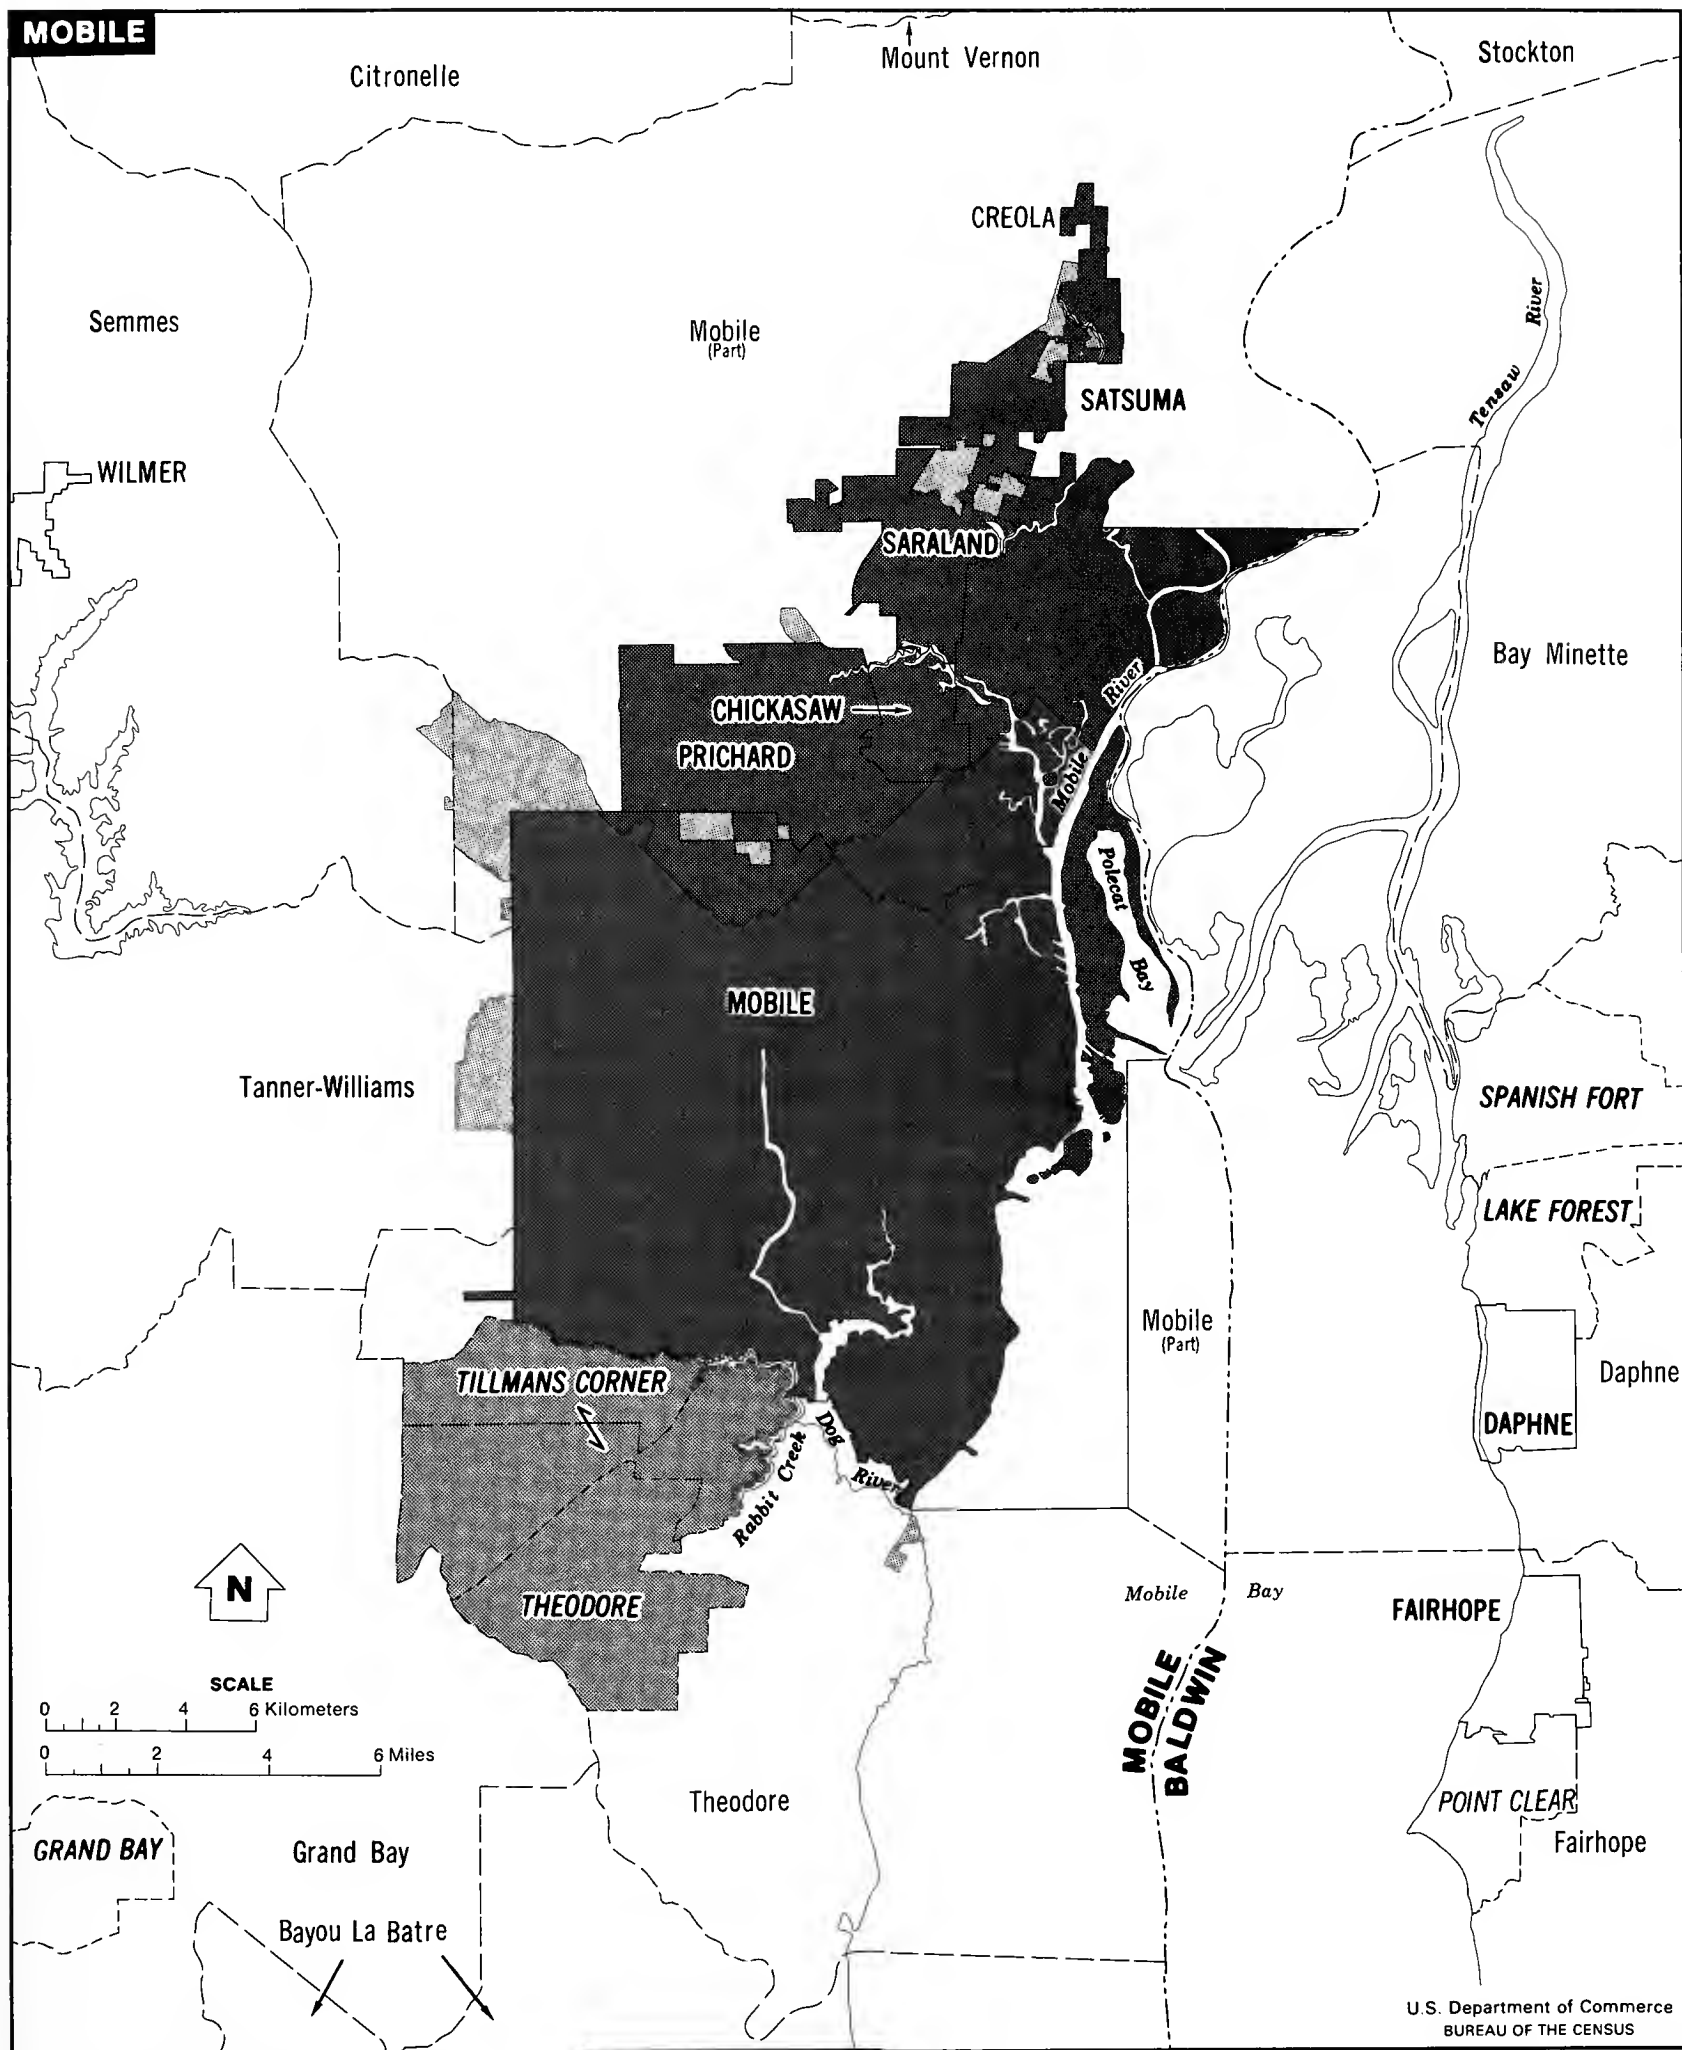 MOBILE
Citronelle
Mount Vernon
Stockton
CREOLA
Semmes
Mobile
(Part)
River
Tensaw
SATSUMA
WILMER
SARALAND
Bay Minette
River
CHICKASAW
PRICHARD
Mobile
Polecat
Bay
MOBILE
Tanner-Williams
SPANISH FORT
LAKE FOREST
Mobile
(Part)
Daphne
TILLMANS CORNER
DAPHNE
Dog
River
Rabbit Creek
N
THEODORE
Mobile Bay
FAIRHOPE
MOBILE
BALDWIN
SCALE
0 2 4 6 Kilometers
0 2 4 6 Miles
Theodore
POINT CLEAR
GRAND BAY
Grand Bay
Fairhope
Bayou La Batre
U.S. Department of Commerce
BUREAU OF THE CENSUS